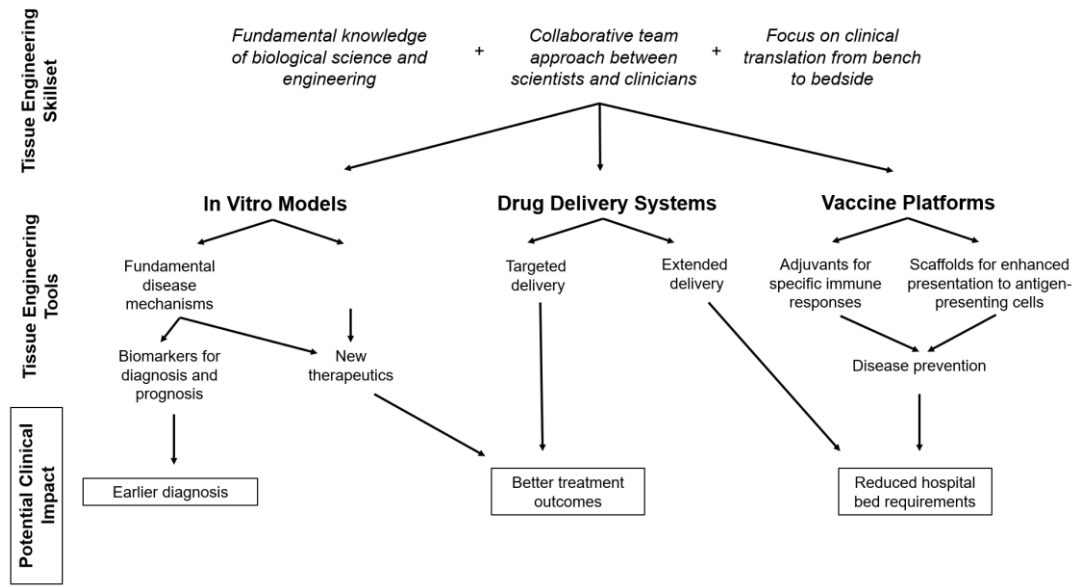 Tissue Engineering
Skillset
Fundamental knowledge
of biological science and
engineering
+
Collaborative team
approach between
scientists and clinicians
+
Focus on clinical
translation from bench
to bedside
Tissue Engineering
Tools
In Vitro Models
Drug Delivery Systems
Vaccine Platforms
Fundamental
disease
mechanisms
Targeted
delivery
Extended
delivery
Adjuvants for
specific immune
responses
Scaffolds for enhanced
presentation to antigen-
presenting cells
Biomarkers for
diagnosis and
prognosis
New
therapeutics
Disease prevention
Potential Clinical
Impact
Earlier diagnosis
Better treatment
outcomes
Reduced hospital
bed requirements